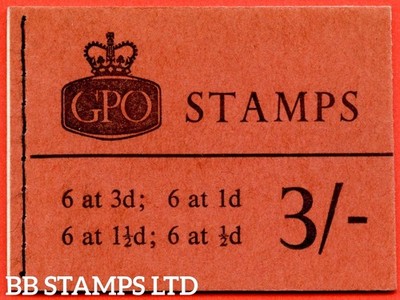 GPO STAMPS
6 at 3d; 6 at 1d
6 at 1½d; 6 at ½d
3/-
BB STAMPS LTD